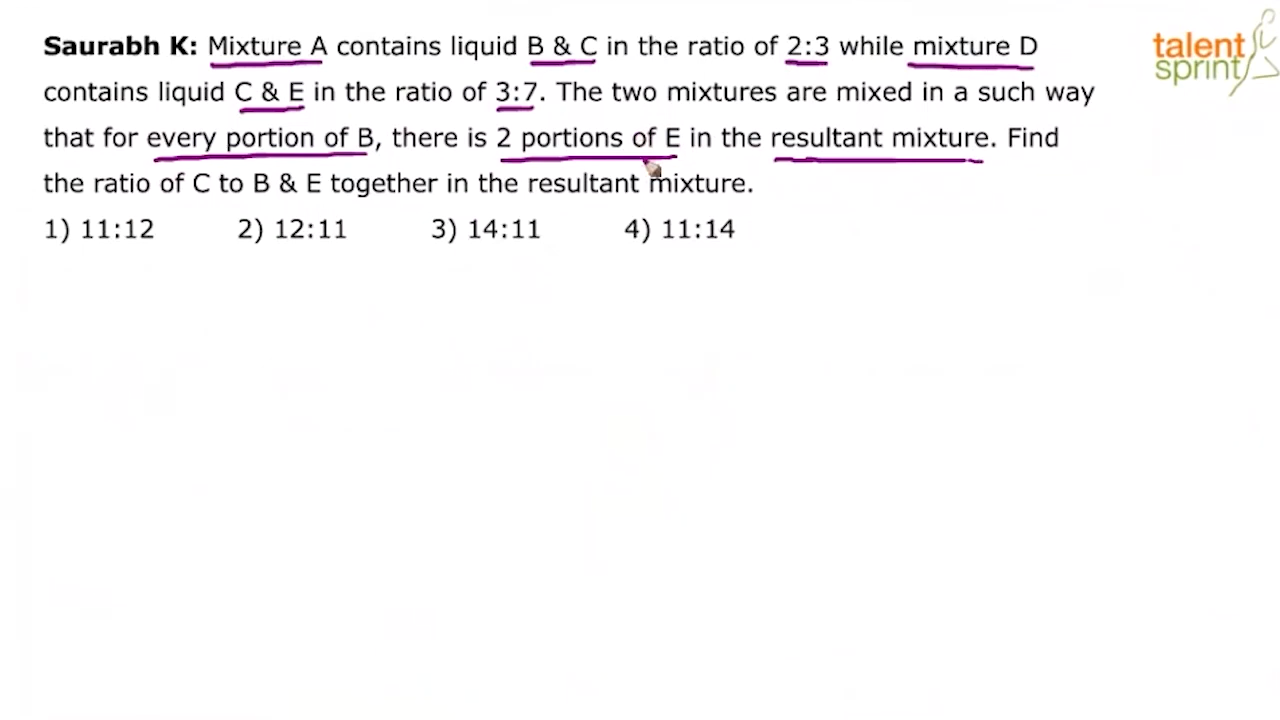 Saurabh K: Mixture A contains liquid B & C in the ratio of 2:3 while mixture D
contains liquid C & E in the ratio of 3:7. The two mixtures are mixed in a such way
that for every portion of B, there is 2 portions of E in the resultant mixture. Find
the ratio of C to B & E together in the resultant mixture.
1) 11:12 2) 12:11 3) 14:11 4) 11:14
talent
sprint